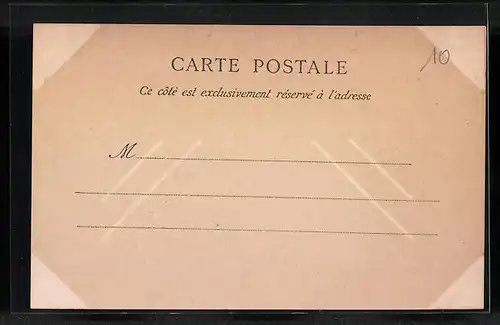 10
CARTE POSTALE
Ce côté est exclusivement réservé à l'adresse
M